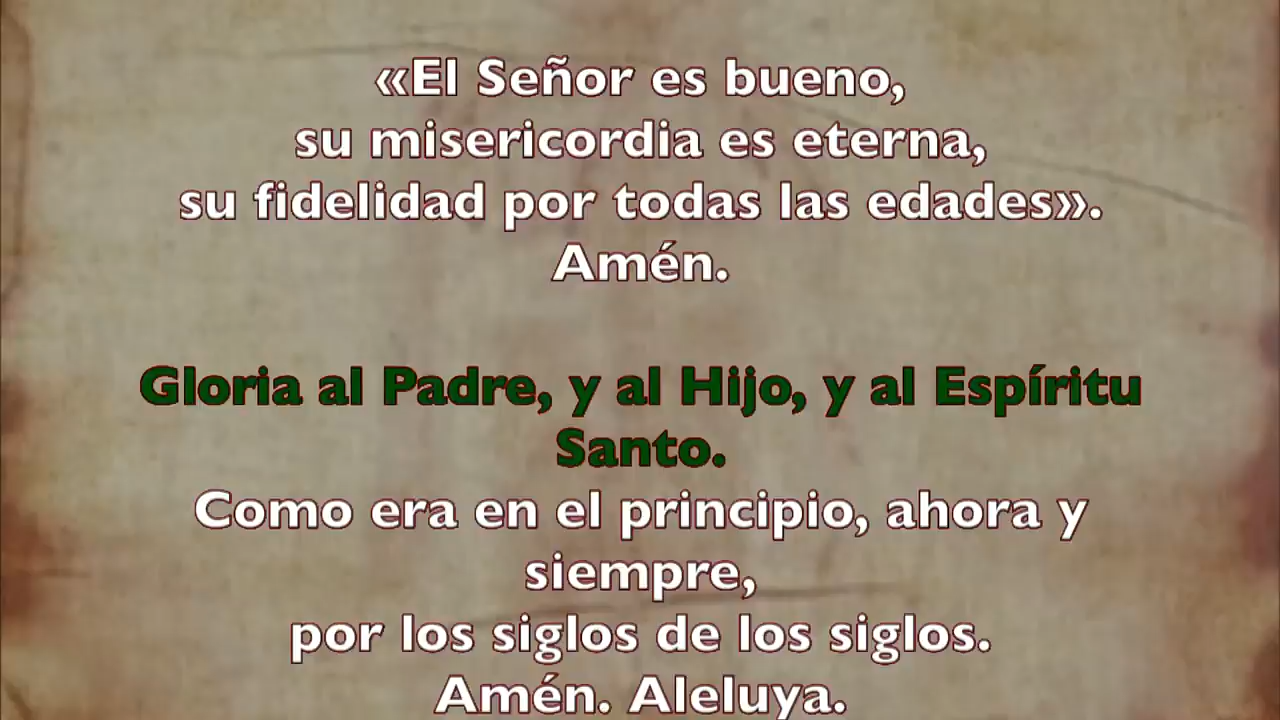 «El Señor es bueno,
su misericordia es eterna,
su fidelidad por todas las edades».
Amén.
Gloria al Padre, y al Hijo, y al Espíritu
Santo.
Como era en el principio, ahora y
siempre,
por los siglos de los siglos.
Amén. Aleluya.